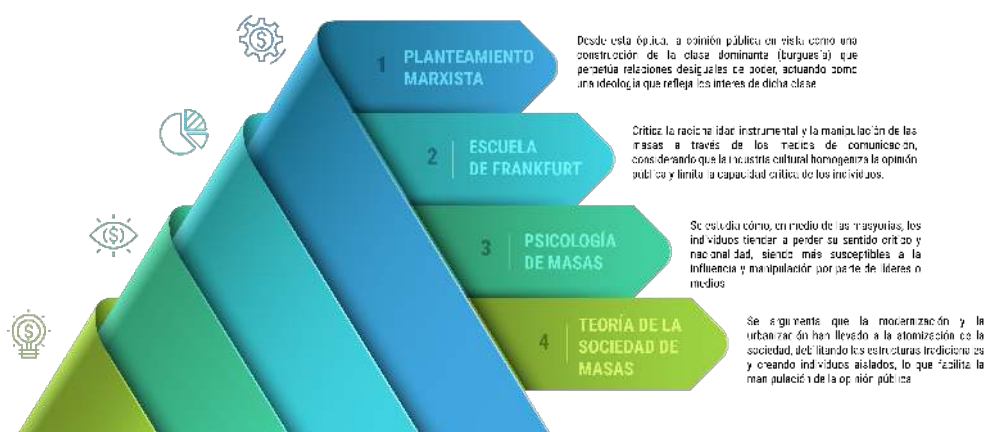 1
PLANTEAMIENTO
MARXISTA
Desde esta óptica, la opinión pública en vista como una
construcción de la clase dominante (burguesía) que
perpetúa relaciones desiguales de poder, actuando como
una ideología que refleja los interes de dicha clase
2
ESCUELA
DE FRANKFURT
Critica la racionalidad instrumental y la manipulación de las
masas a través de los medios de comunicación,
considerando que la industria cultural homogeniza la opinión
pública y limita la capacidad crítica de los individuos.
3
PSICOLOGÍA
DE MASAS
Se estudia cómo, en medio de las masyorías, los
individuos tienden a perder su sentido crítico y
nacionalidad, siendo más susceptibles a la
influencia y manipulación por parte de líderes o
medios
4
TEORÍA DE LA
SOCIEDAD DE
MASAS
Se argumenta que la modernización y la
urbanización han llevado a la atomización de la
sociedad, debilitando las estructuras tradicionales
y creando individuos aislados, lo que facilita la
manipulación de la opinión pública